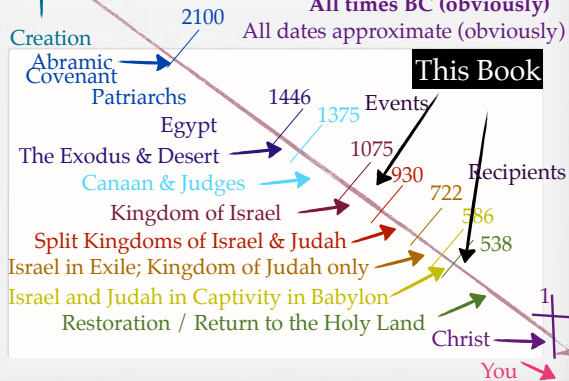 All times BC (obviously)
2100
All dates approximate (obviously)
Creation
Abramic
Covenant
This Book
Patriarchs
1446
Events
1375
Egypt
1075
The Exodus & Desert
930
Recipients
Canaan & Judges
722
Kingdom of Israel
586
Split Kingdoms of Israel & Judah
538
Israel in Exile; Kingdom of Judah only
Israel and Judah in Captivity in Babylon
1
Restoration / Return to the Holy Land
Christ
You